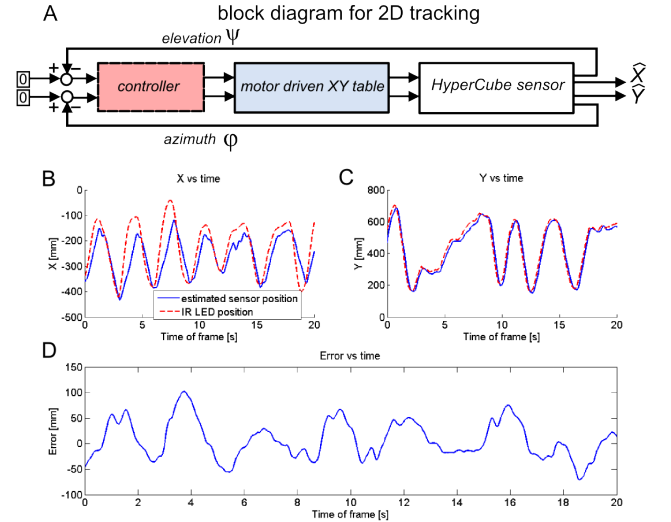 A
block diagram for 2D tracking
elevation ψ
+
−
0
0
+
−
controller
motor driven XY table
HyperCube sensor
X̂
Ŷ
azimuth φ
B
X vs time
0
-100
-200
-300
-400
-500
X [mm]
0
5
10
15
20
Time of frame [s]
estimated sensor position
IR LED position
C
Y vs time
800
600
400
200
0
Y [mm]
0
5
10
15
20
Time of frame [s]
D
Error vs time
150
100
50
0
-50
-100
Error [mm]
0
2
4
6
8
10
12
14
16
18
20
Time of frame [s]